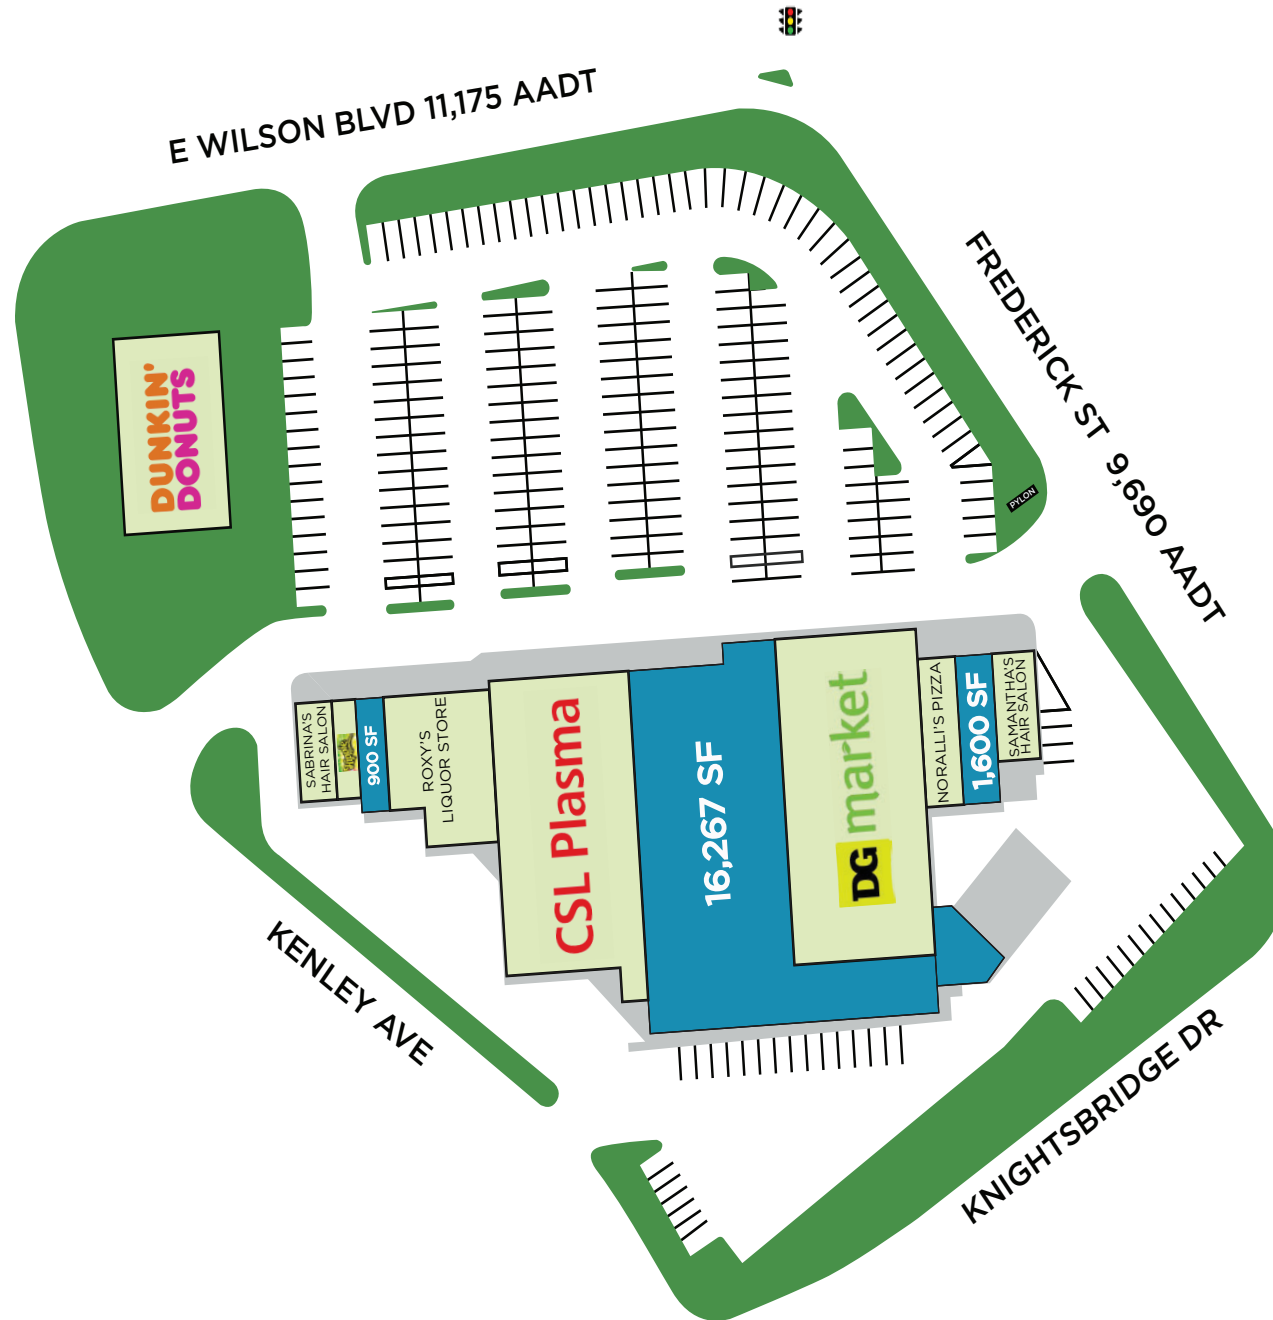 E WILSON BLVD 11,175 AADT
FREDERICK ST 9,690 AADT
DUNKIN'
DONUTS
PYLON
SABRINA'S
HAIR SALON
900 SF
ROXY'S
LIQUOR STORE
CSL Plasma
16,267 SF
DG market
NORALLI'S PIZZA
1,600 SF
SAMANTHA'S
HAIR SALON
KENLEY AVE
KNIGHTSBRIDGE DR